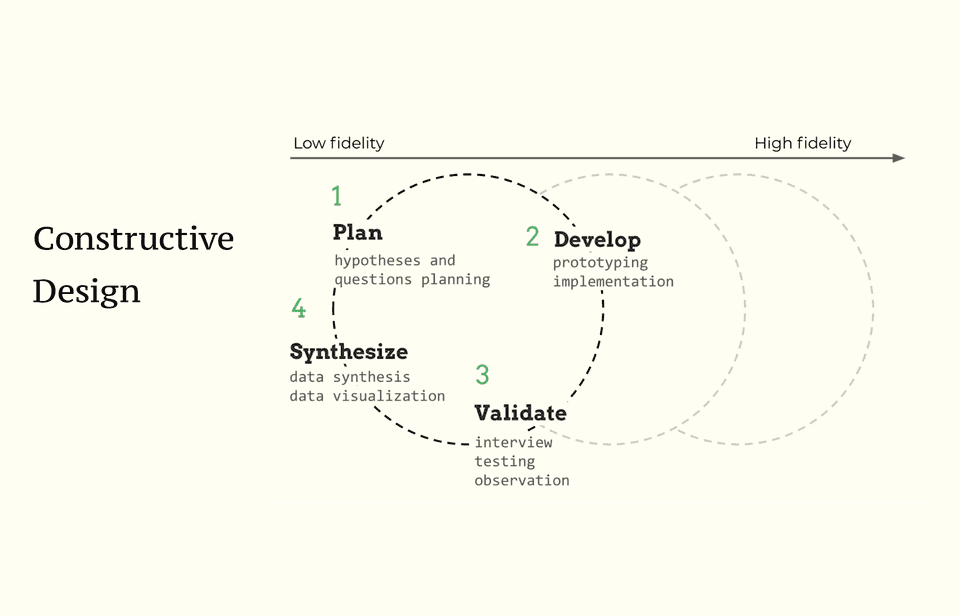 Constructive
Design
Low fidelity
High fidelity
1
Plan
hypotheses and
questions planning
2
Develop
prototyping
implementation
3
Validate
interview
testing
observation
4
Synthesize
data synthesis
data visualization